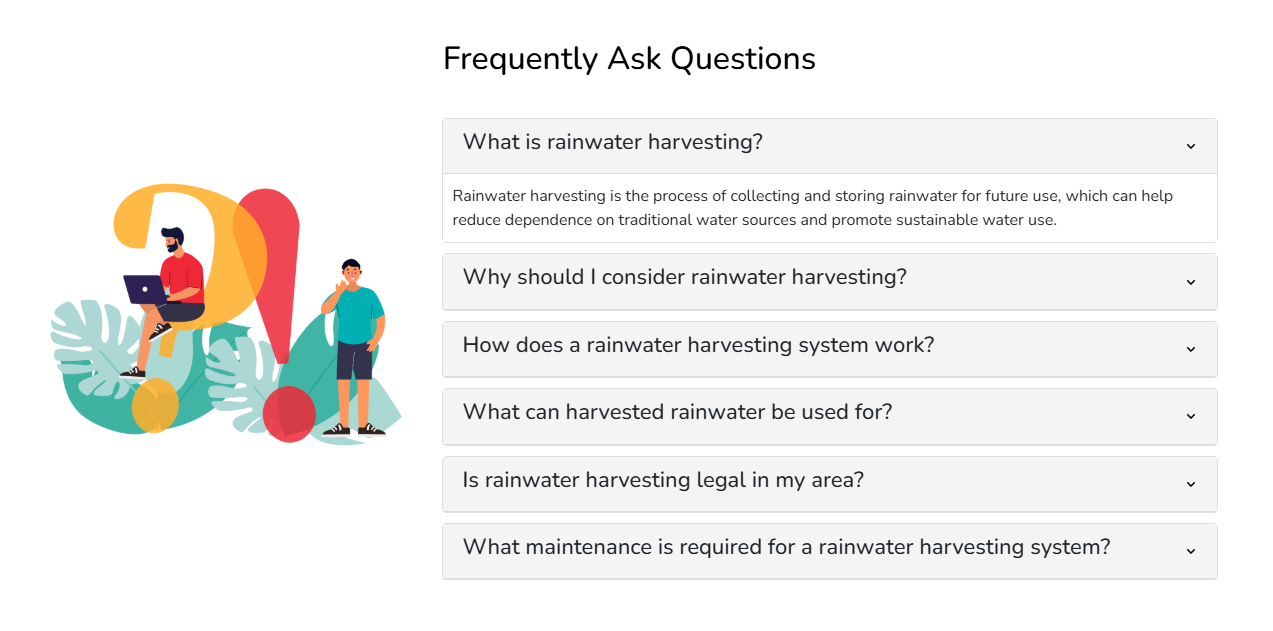 Frequently Ask Questions
What is rainwater harvesting?
Rainwater harvesting is the process of collecting and storing rainwater for future use, which can help
reduce dependence on traditional water sources and promote sustainable water use.
Why should I consider rainwater harvesting?
How does a rainwater harvesting system work?
What can harvested rainwater be used for?
Is rainwater harvesting legal in my area?
What maintenance is required for a rainwater harvesting system?